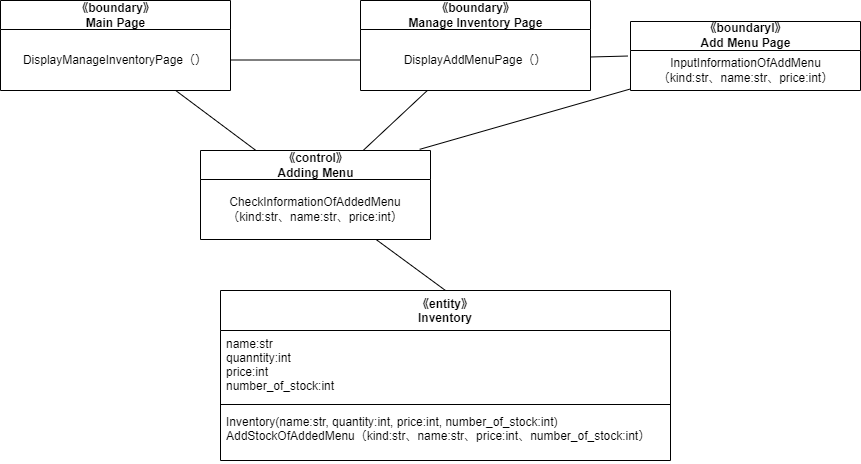 《boundary》
Main Page
DisplayManageInventoryPage（）
《boundary》
Manage Inventory Page
DisplayAddMenuPage（）
《boundaryl》
Add Menu Page
InputInformationOfAddMenu
（kind:str、name:str、price:int）
《control》
Adding Menu
CheckInformationOfAddedMenu
（kind:str、name:str、price:int）
《entity》
Inventory
name:str
quanntity:int
price:int
number_of_stock:int
Inventory(name:str, quantity:int, price:int, number_of_stock:int)
AddStockOfAddedMenu（kind:str、name:str、price:int、number_of_stock:int）